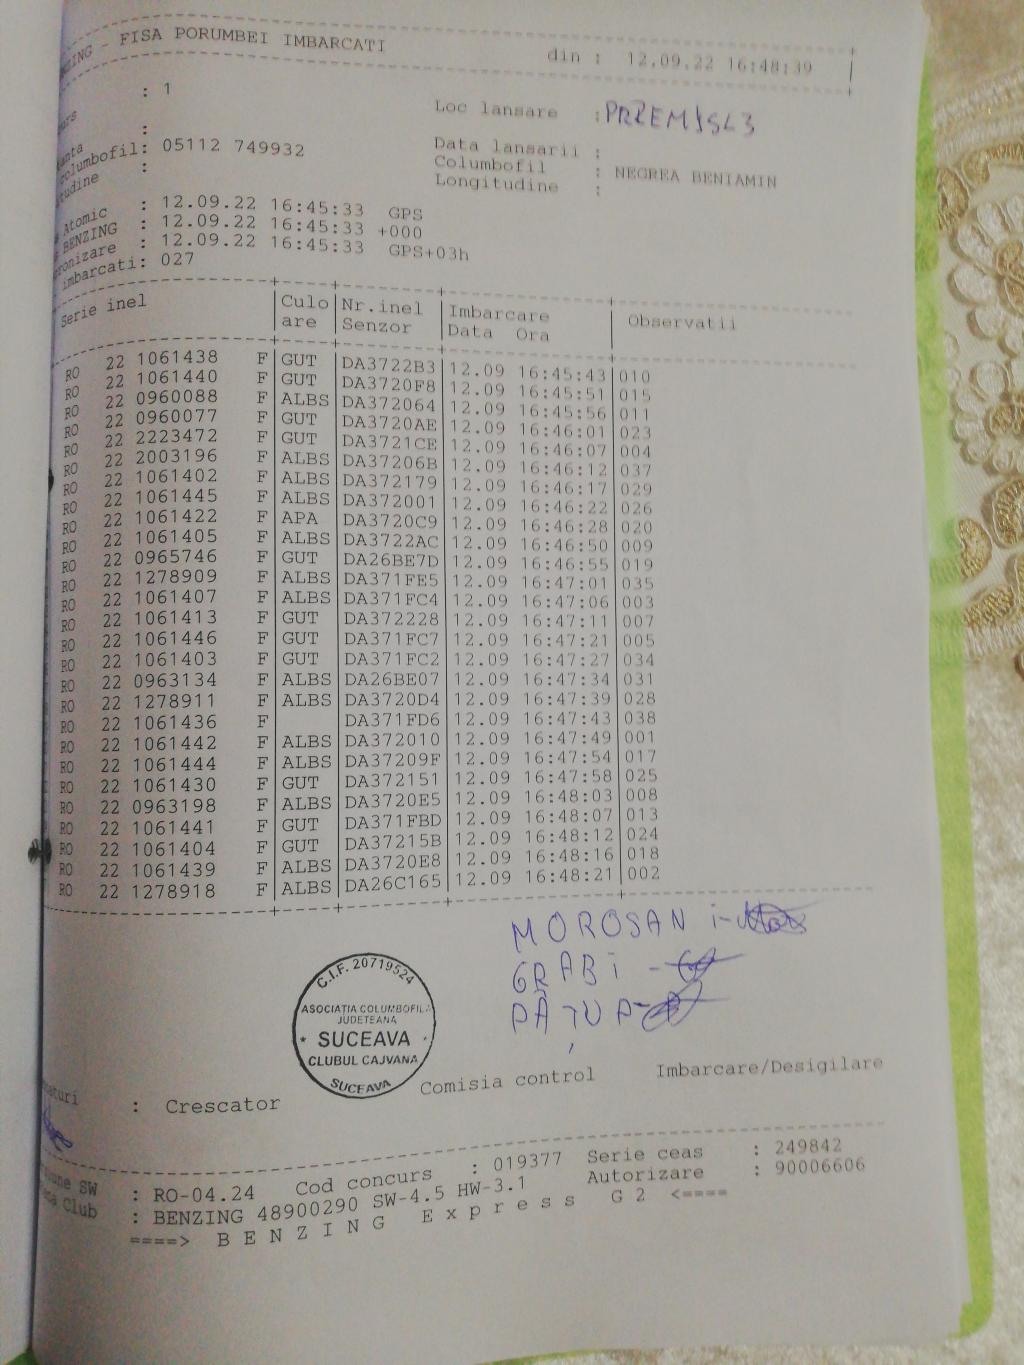 - FISA PORUMBEI IMBARCATI din : 12.09.22 16:48:39
: 1 Loc lansare : PRZEMISL3
: Data lansarii :
columbofil: 05112 749932 Columbofil : NEGREA BENIAMIN
: Longitudine :
Atomic : 12.09.22 16:45:33 GPS
BENZING : 12.09.22 16:45:33 +000
: 12.09.22 16:45:33 GPS+03h
imbarcati: 027
Serie inel Culo Nr.inel Imbarcare Observatii
are Senzor Data Ora
RO 22 1061438 F GUT DA3722B3 12.09 16:45:43 010
RO 22 1061440 F GUT DA3720F8 12.09 16:45:51 015
RO 22 0960088 F ALBS DA372064 12.09 16:45:56 011
RO 22 0960077 F GUT DA3720AE 12.09 16:46:01 023
RO 22 2223472 F GUT DA3721CE 12.09 16:46:07 004
RO 22 2003196 F ALBS DA37206B 12.09 16:46:12 037
RO 22 1061402 F ALBS DA372179 12.09 16:46:17 029
RO 22 1061445 F ALBS DA372001 12.09 16:46:22 026
RO 22 1061422 F APA DA3720C9 12.09 16:46:28 020
RO 22 1061405 F ALBS DA3722AC 12.09 16:46:50 009
RO 22 0965746 F GUT DA26BE7D 12.09 16:46:55 019
RO 22 1278909 F ALBS DA371FE5 12.09 16:47:01 035
RO 22 1061407 F ALBS DA371FC4 12.09 16:47:06 003
RO 22 1061413 F GUT DA372228 12.09 16:47:11 007
RO 22 1061446 F GUT DA371FC7 12.09 16:47:21 005
RO 22 1061403 F GUT DA371FC2 12.09 16:47:27 034
RO 22 0963134 F ALBS DA26BE07 12.09 16:47:34 031
RO 22 1278911 F ALBS DA3720D4 12.09 16:47:39 028
RO 22 1061436 F DA371FD6 12.09 16:47:43 038
RO 22 1061442 F ALBS DA372010 12.09 16:47:49 001
RO 22 1061444 F ALBS DA37209F 12.09 16:47:54 017
RO 22 1061430 F GUT DA372151 12.09 16:47:58 025
RO 22 0963198 F ALBS DA3720E5 12.09 16:48:03 008
RO 22 1061441 F GUT DA371FBD 12.09 16:48:07 013
RO 22 1061404 F GUT DA37215B 12.09 16:48:12 024
RO 22 1061439 F ALBS DA3720E8 12.09 16:48:16 018
RO 22 1278918 F ALBS DA26C165 12.09 16:48:21 002
MOROSAN i-
GRABi -
C.I.F. 20719524
ASOCIATIA COLUMBOFILA
JUDETEANA
SUCEAVA
CLUBUL CAJVANA
SUCEAVA
: Crescator Comisia control Imbarcare/Desigilare
SW : RO-04.24 Cod concurs : 019377 Serie ceas : 249842
Club : BENZING 48900290 SW-4.5 HW-3.1 Autorizare : 90006606
====> B E N Z I N G E x p r e s s G 2 <====